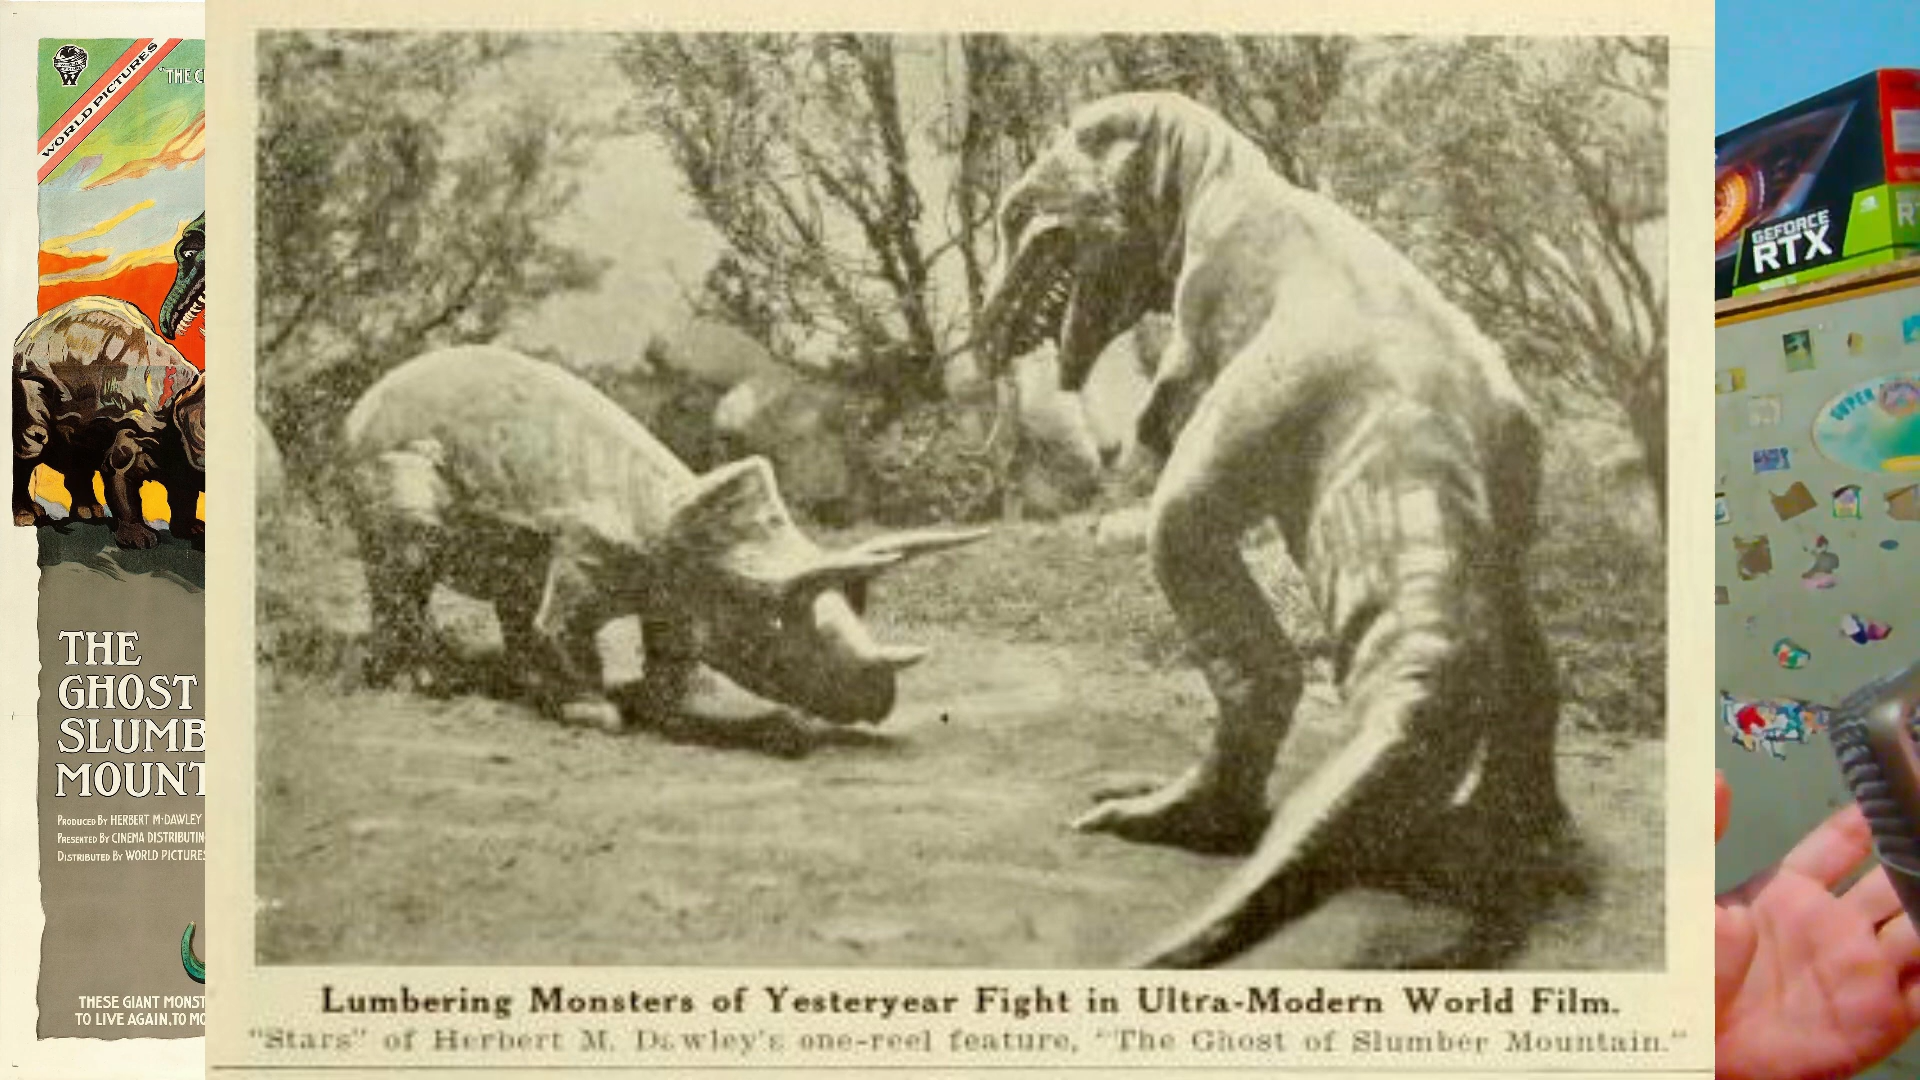 W
WORLD PICTURES
"THE
THE
GHOST
SLUMB
MOUNT
PRODUCED BY HERBERT M·DAWLEY
PRESENTED BY CINEMA DISTRIBUTIN
DISTRIBUTED BY WORLD PICTURES
THESE GIANT MONST
TO LIVE AGAIN, TO MO
Lumbering Monsters of Yesteryear Fight in Ultra-Modern World Film.
"Stars" of Herbert M. Dawley's one-reel feature, "The Ghost of Slumber Mountain."
GEFORCE
RTX
SUPER